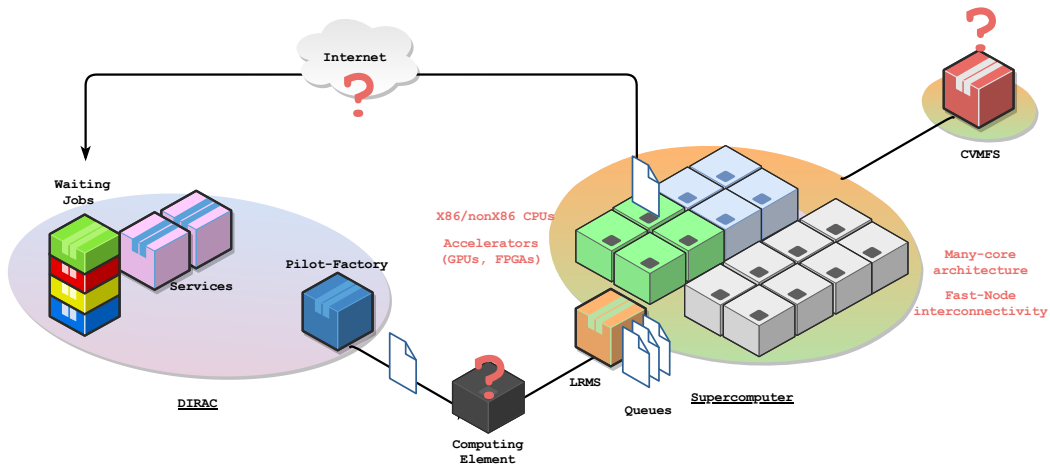 Internet
?
?
CVMFS
Waiting
Jobs
Services
Pilot-Factory
X86/nonX86 CPUs
Accelerators
(GPUs, FPGAs)
Many-core
architecture
Fast-Node
interconnectivity
LRMS
Queues
Supercomputer
DIRAC
?
Computing
Element